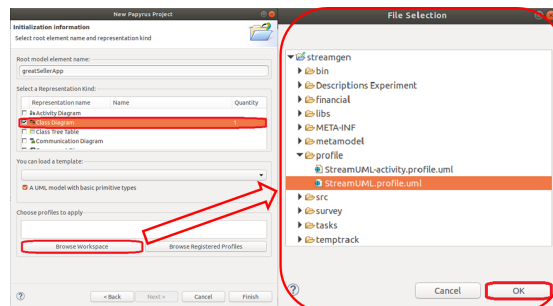 New Papyrus Project
Initialization information
Select root element name and representation kind
Root model element name:
greatSellerApp
Select a Representation Kind:
Representation name Name Quantity
Activity Diagram
Class Diagram 1
Class Tree Table
Communication Diagram
You can load a template:
A UML model with basic primitive types
Choose profiles to apply
Browse Workspace Browse Registered Profiles
< Back Next > Cancel Finish
File Selection
streamgen
bin
Descriptions Experiment
financial
libs
META-INF
metamodel
profile
StreamUML-activity.profile.uml
StreamUML.profile.uml
src
survey
tasks
temptrack
Cancel OK